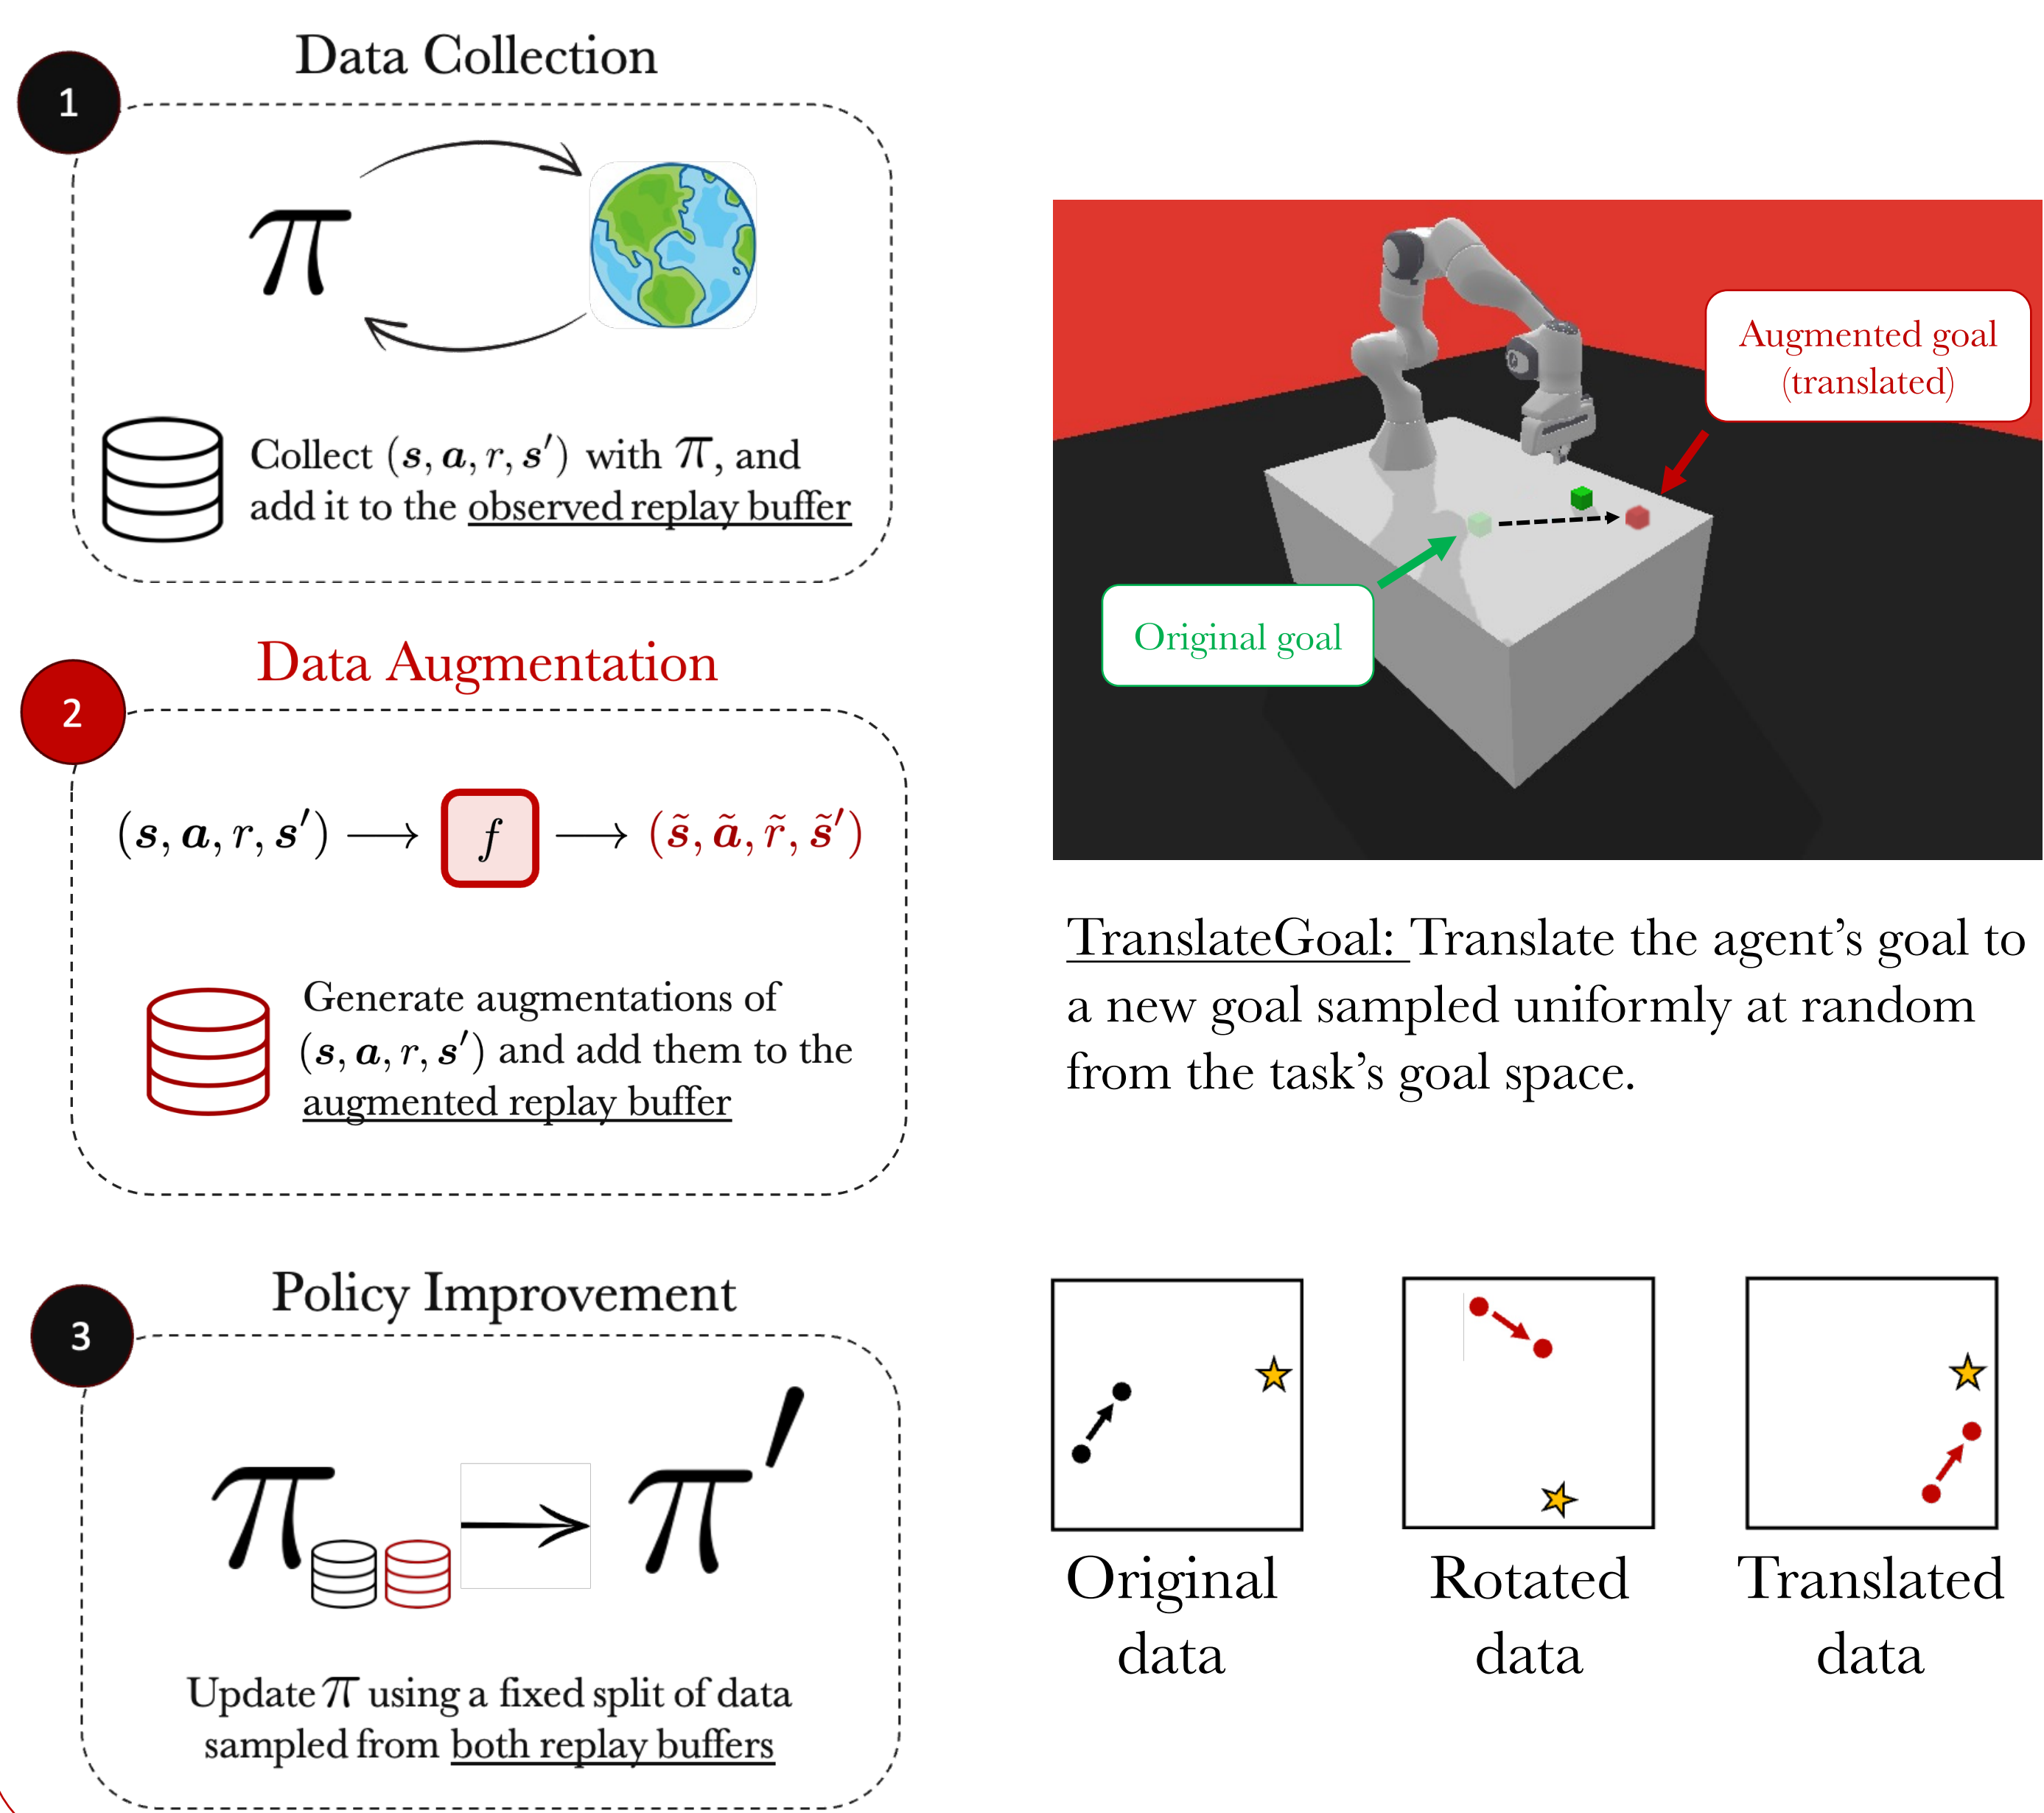 1
Data Collection
π
Collect (s, a, r, s′) with π, and
add it to the observed replay buffer
2
Data Augmentation
(s, a, r, s′) ⟶ f ⟶ (s̃, ã, r̃, s̃′)
Generate augmentations of
(s, a, r, s′) and add them to the
augmented replay buffer
3
Policy Improvement
π → π′
Update π using a fixed split of data
sampled from both replay buffers
Augmented goal
(translated)
Original goal
TranslateGoal: Translate the agent’s goal to
a new goal sampled uniformly at random
from the task’s goal space.
Original
data
Rotated
data
Translated
data